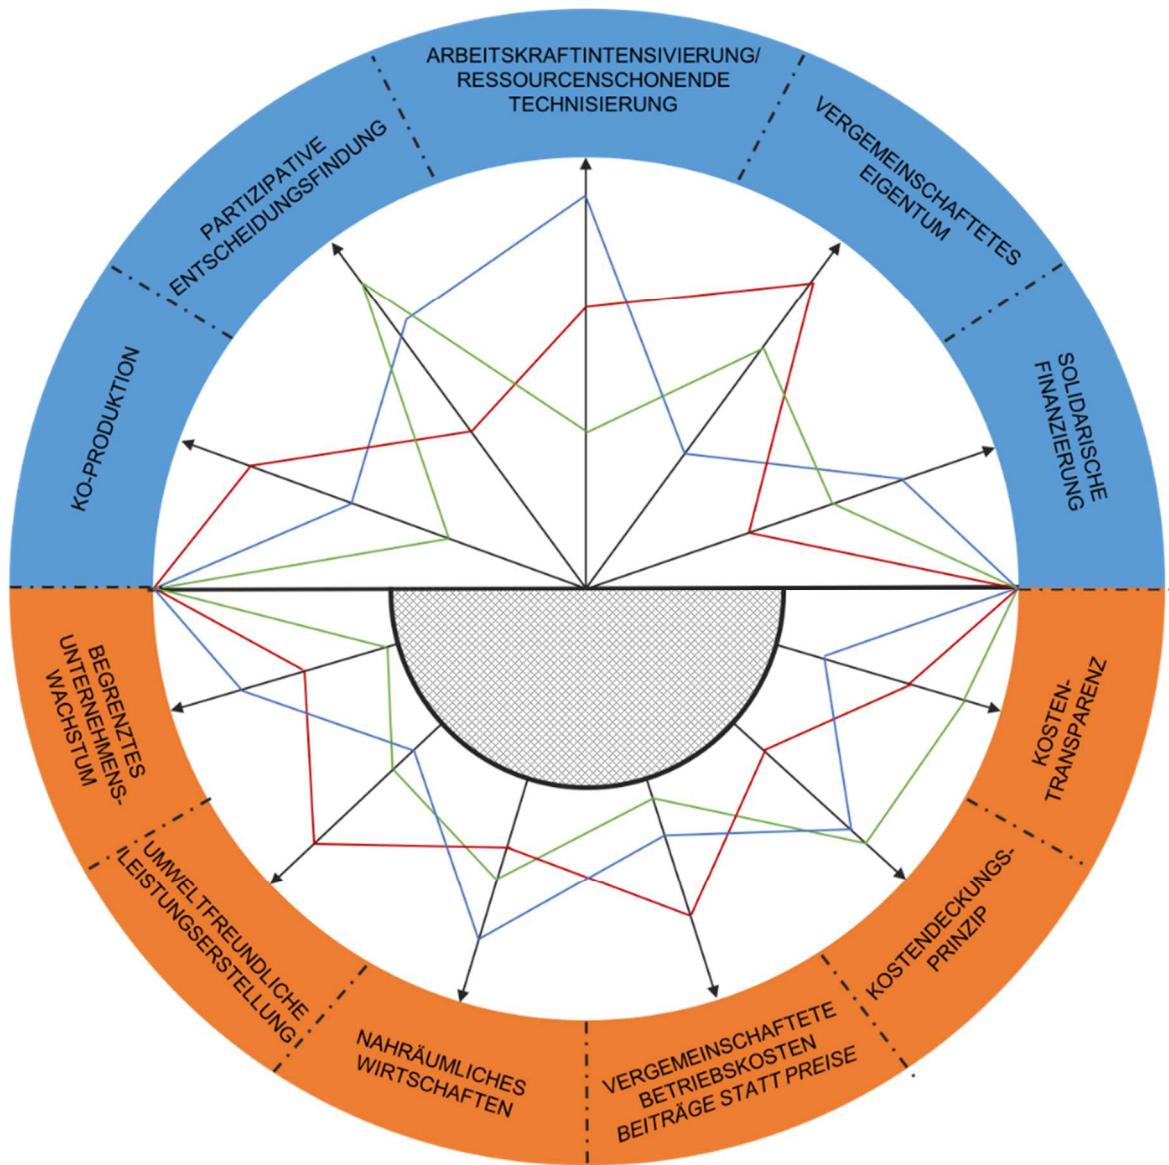 ARBEITSKRAFTINTENSIVIERUNG/
RESSOURCENSCHONENDE
TECHNISIERUNG
VERGEMEINSCHAFTETES
EIGENTUM
SOLIDARISCHE
FINANZIERUNG
KOSTEN-
TRANSPARENZ
KOSTENDECKUNGS-
PRINZIP
VERGEMEINSCHAFTETE
BETRIEBSKOSTEN
BEITRÄGE STATT PREISE
NAHRÄUMLICHES
WIRTSCHAFTEN
UMWELTFREUNDLICHE
LEISTUNGSERSTELLUNG
BEGRENZTES
UNTERNEHMENS-
WACHSTUM
KO-PRODUKTION
PARTIZIPATIVE
ENTSCHEIDUNGSFINDUNG